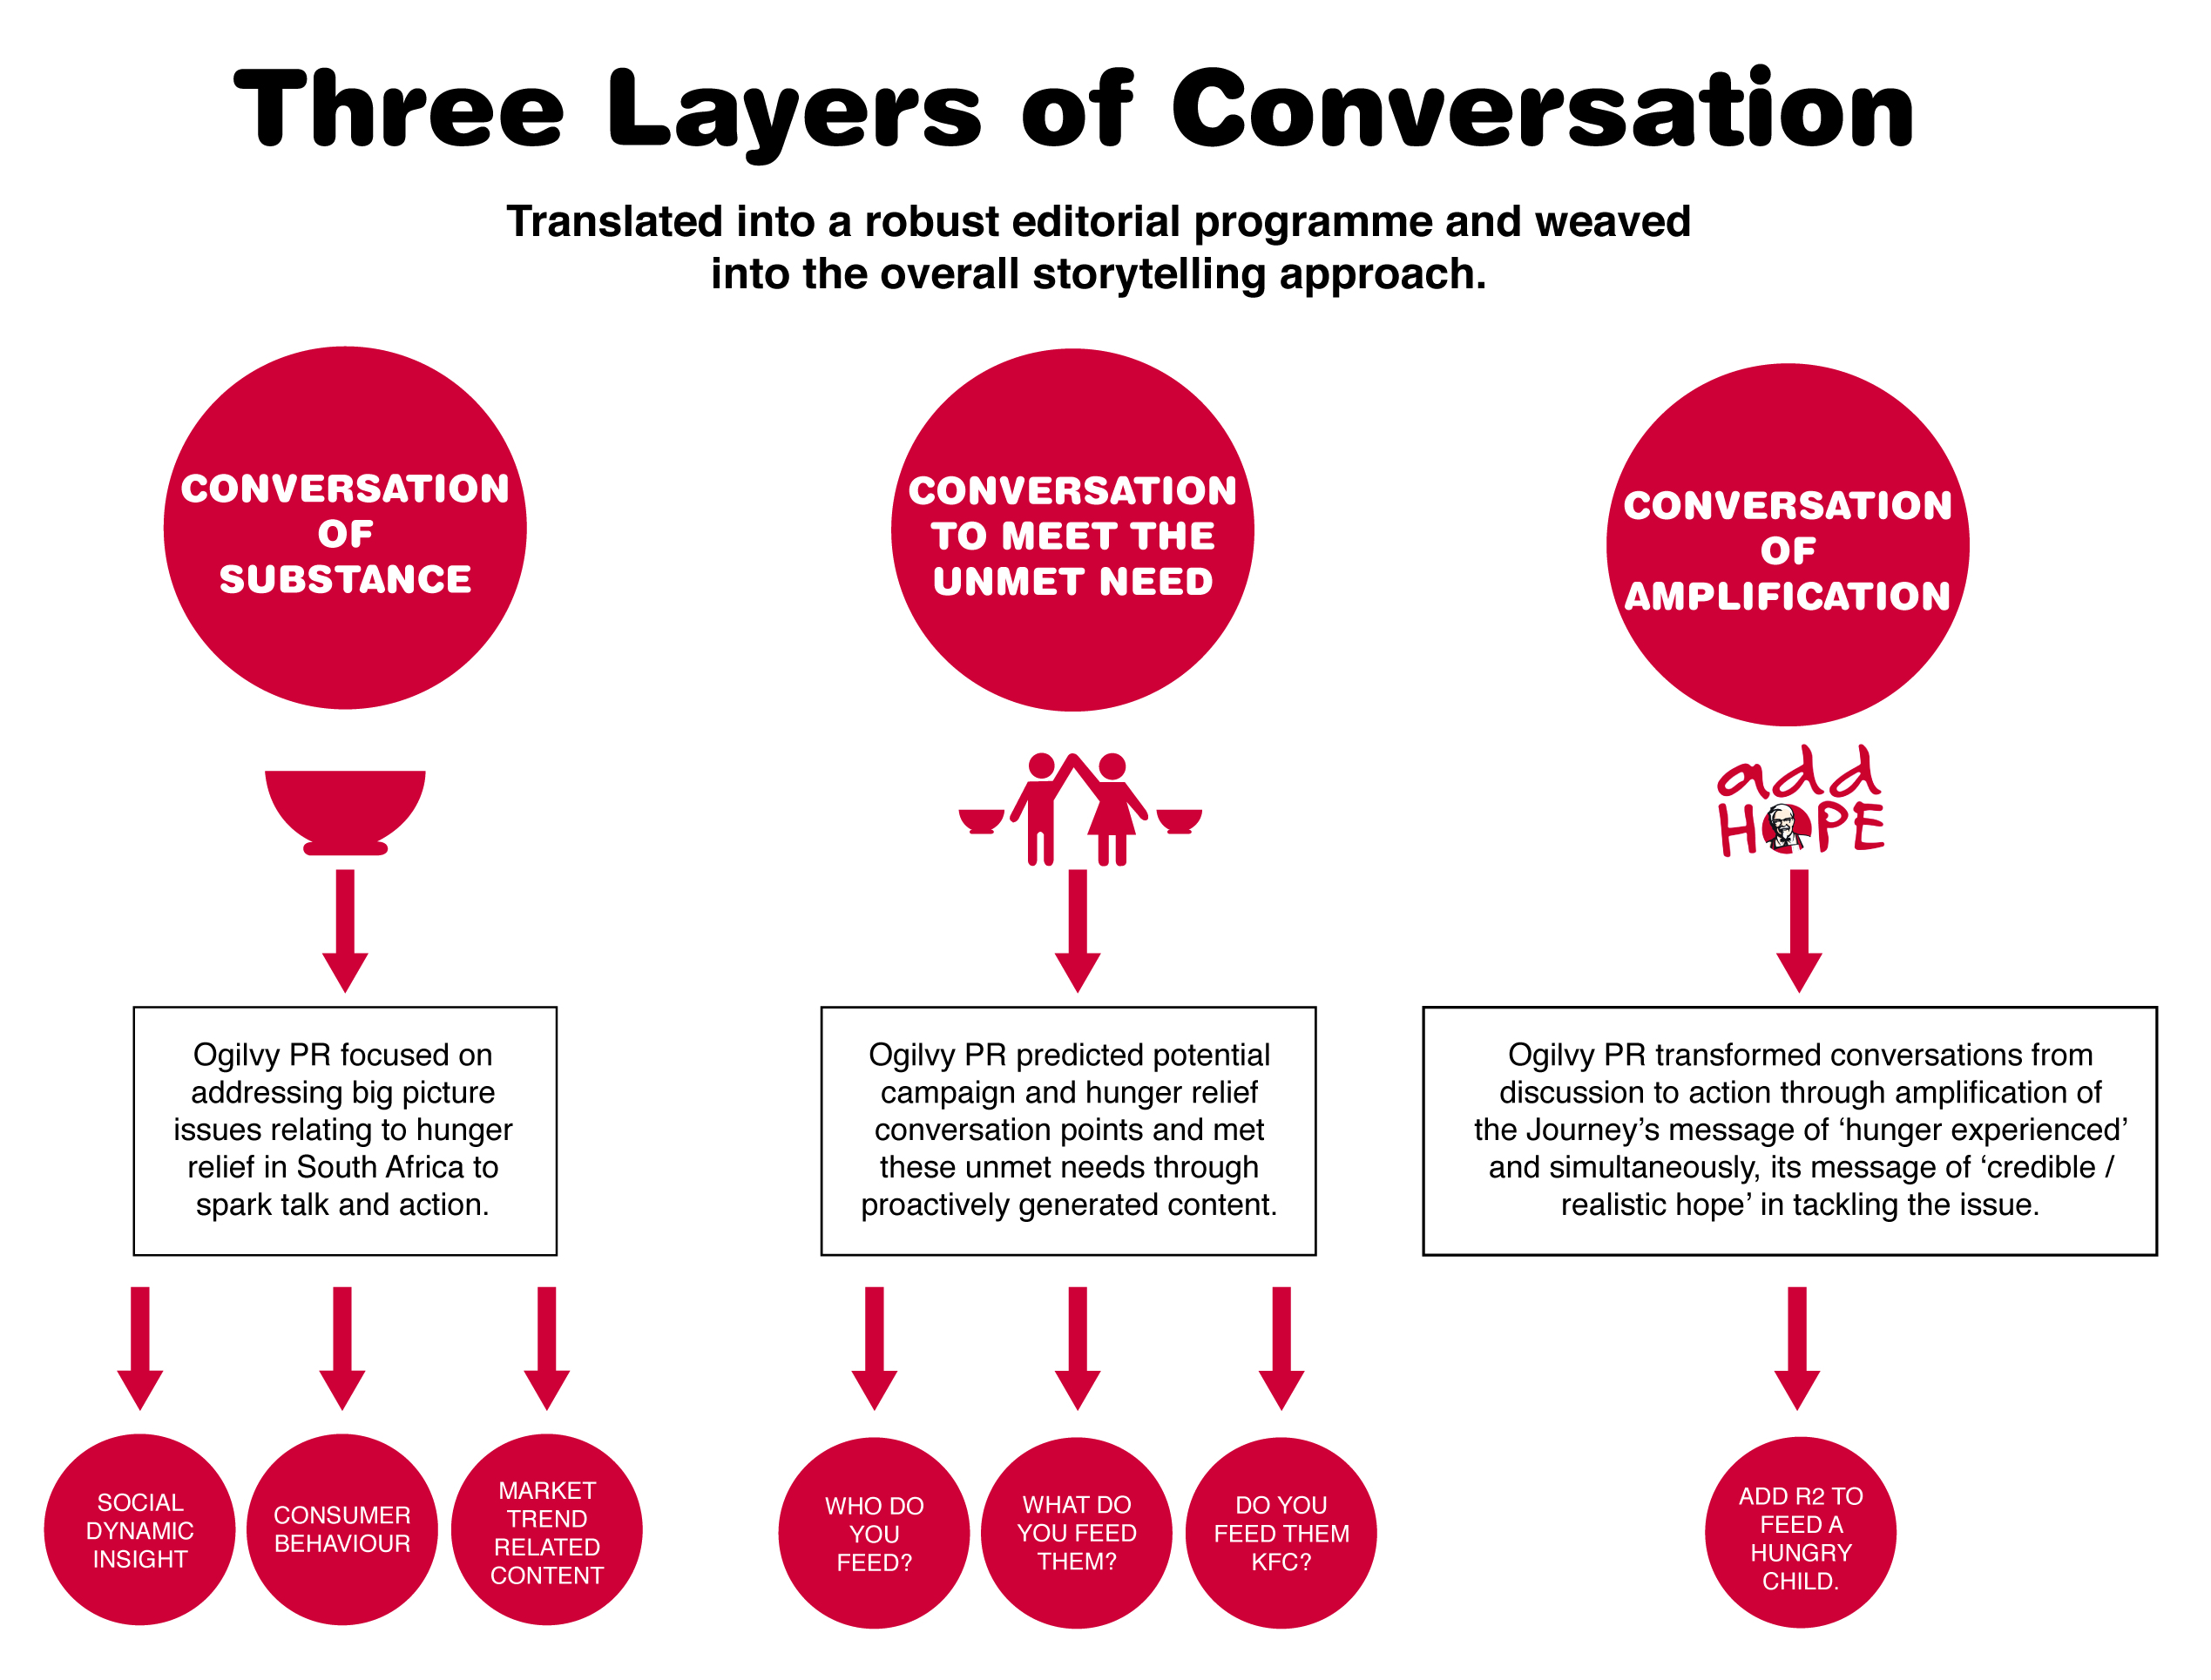 Three Layers of Conversation
Translated into a robust editorial programme and weaved
into the overall storytelling approach.
CONVERSATION
OF
SUBSTANCE
CONVERSATION
TO MEET THE
UNMET NEED
CONVERSATION
OF
AMPLIFICATION
add
HOPE
Ogilvy PR focused on
addressing big picture
issues relating to hunger
relief in South Africa to
spark talk and action.
Ogilvy PR predicted potential
campaign and hunger relief
conversation points and met
these unmet needs through
proactively generated content.
Ogilvy PR transformed conversations from
discussion to action through amplification of
the Journey’s message of ‘hunger experienced’
and simultaneously, its message of ‘credible /
realistic hope’ in tackling the issue.
SOCIAL
DYNAMIC
INSIGHT
CONSUMER
BEHAVIOUR
MARKET
TREND
RELATED
CONTENT
WHO DO
YOU
FEED?
WHAT DO
YOU FEED
THEM?
DO YOU
FEED THEM
KFC?
ADD R2 TO
FEED A
HUNGRY
CHILD.